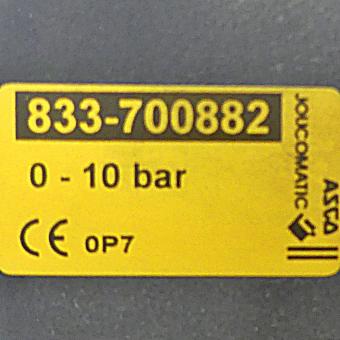 833-700882
0 - 10 bar
CE 0P7
JOUCOMATIC
ASCO